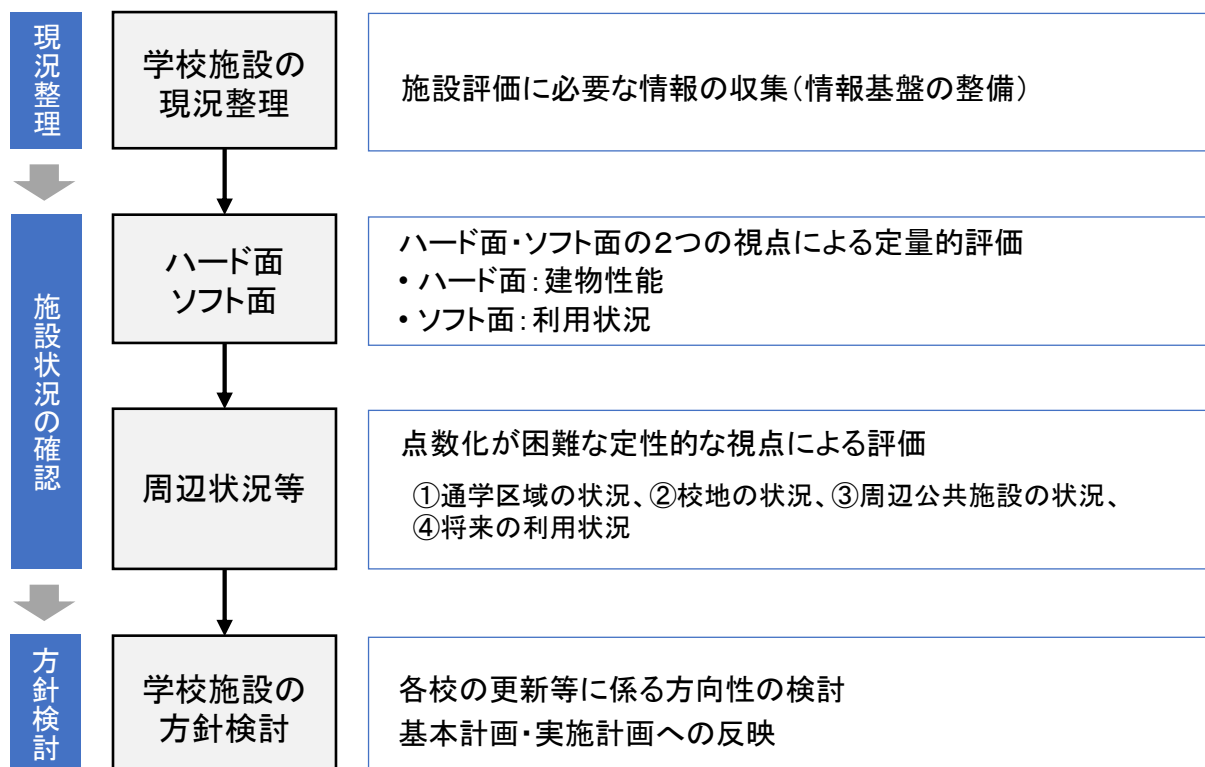 現況整理
学校施設の
現況整理
施設評価に必要な情報の収集（情報基盤の整備）
施設状況の確認
ハード面
ソフト面
ハード面・ソフト面の２つの視点による定量的評価
• ハード面：建物性能
• ソフト面：利用状況
周辺状況等
点数化が困難な定性的な視点による評価
①通学区域の状況、②校地の状況、③周辺公共施設の状況、
④将来の利用状況
方針検討
学校施設の
方針検討
各校の更新等に係る方向性の検討
基本計画・実施計画への反映